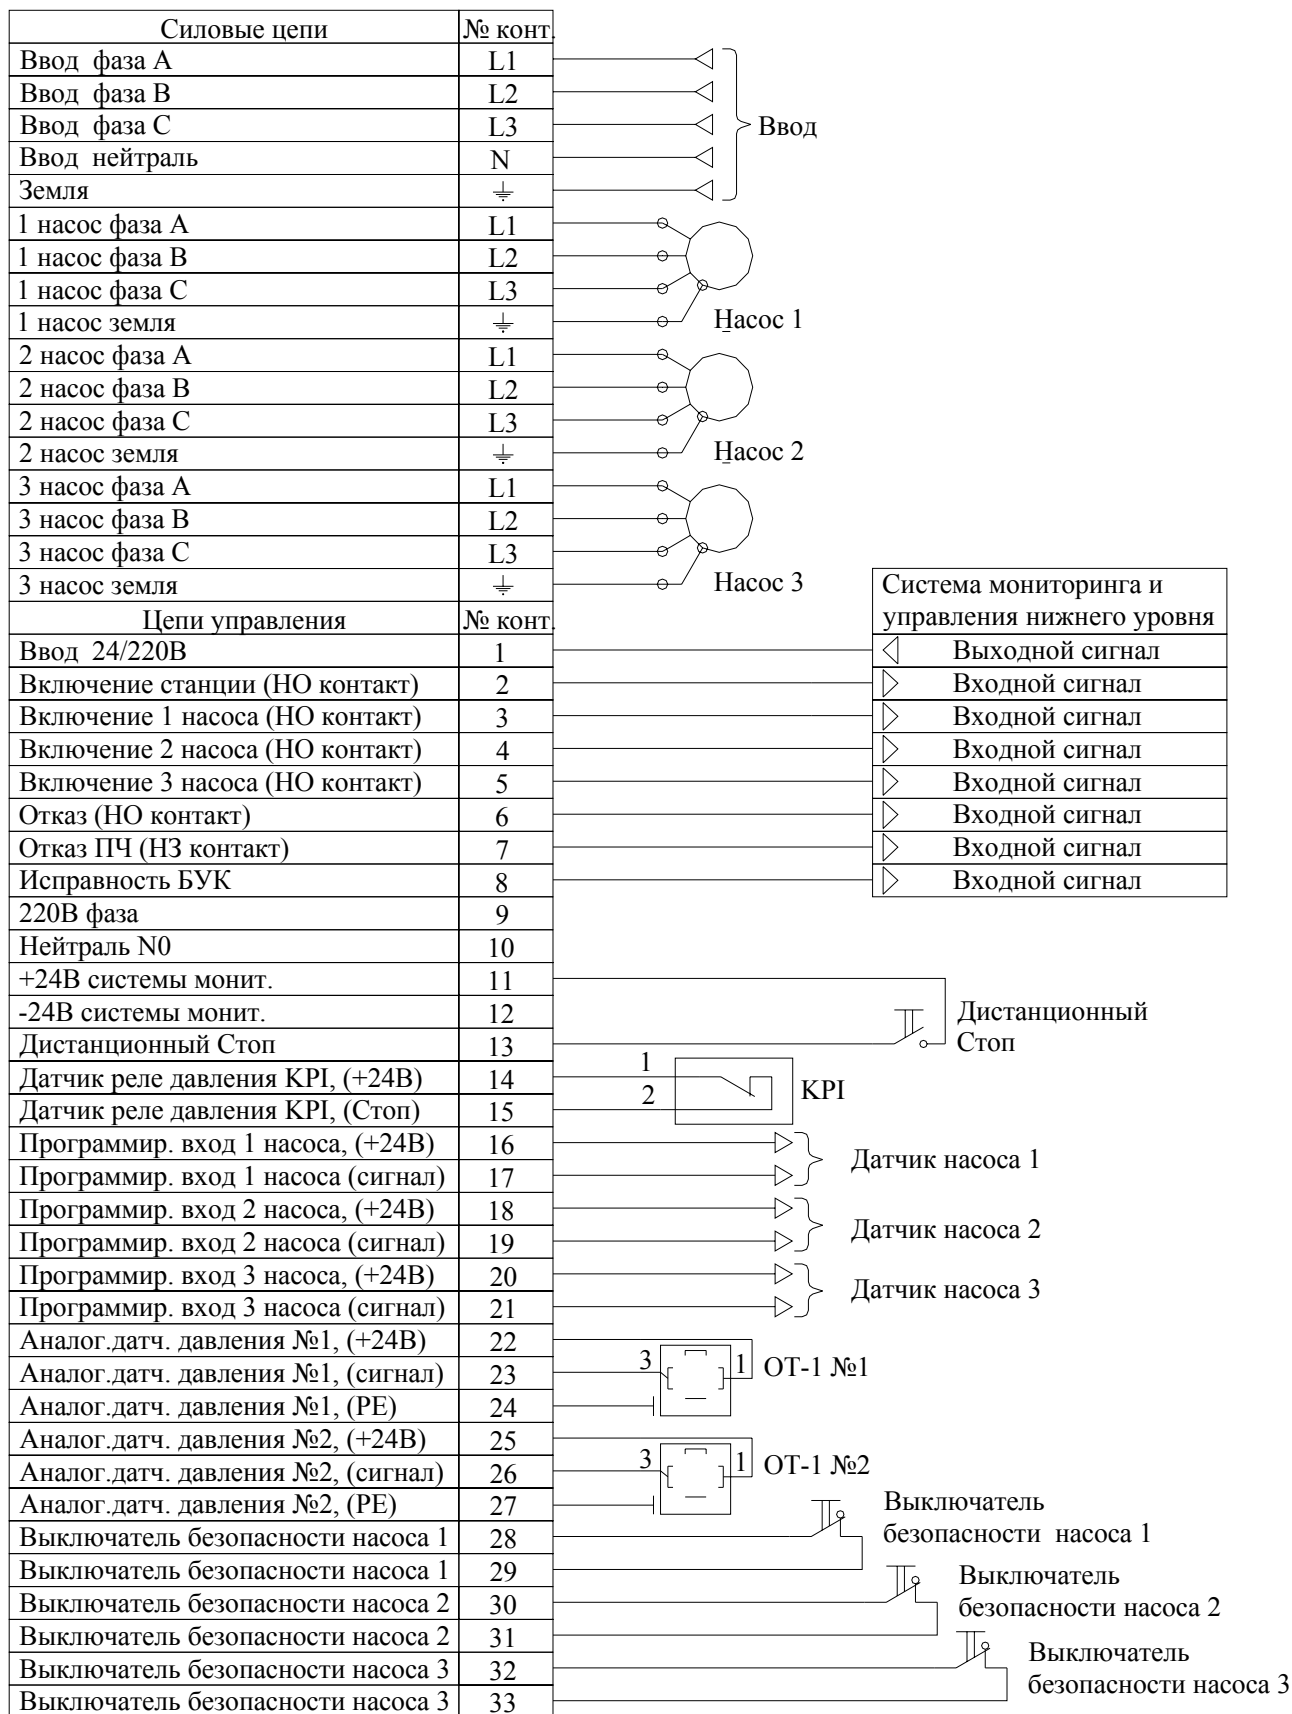 Силовые цепи № конт.
Ввод фаза А L1
Ввод фаза В L2
Ввод фаза С L3
Ввод нейтраль N
Земля
Ввод
1 насос фаза А L1
1 насос фаза В L2
1 насос фаза С L3
1 насос земля
Насос 1
2 насос фаза А L1
2 насос фаза В L2
2 насос фаза С L3
2 насос земля
Насос 2
3 насос фаза А L1
3 насос фаза В L2
3 насос фаза С L3
3 насос земля
Насос 3
Система мониторинга и
управления нижнего уровня
Цепи управления № конт.
Ввод 24/220В 1 Выходной сигнал
Включение станции (НО контакт) 2 Входной сигнал
Включение 1 насоса (НО контакт) 3 Входной сигнал
Включение 2 насоса (НО контакт) 4 Входной сигнал
Включение 3 насоса (НО контакт) 5 Входной сигнал
Отказ (НО контакт) 6 Входной сигнал
Отказ ПЧ (НЗ контакт) 7 Входной сигнал
Исправность БУК 8 Входной сигнал
220В фаза 9
Нейтраль N0 10
+24В системы монит. 11
-24В системы монит. 12
Дистанционный Стоп 13
Дистанционный
Стоп
Датчик реле давления KPI, (+24В) 14 1
Датчик реле давления KPI, (Стоп) 15 2
KPI
Программир. вход 1 насоса, (+24В) 16
Программир. вход 1 насоса (сигнал) 17
Датчик насоса 1
Программир. вход 2 насоса, (+24В) 18
Программир. вход 2 насоса (сигнал) 19
Датчик насоса 2
Программир. вход 3 насоса, (+24В) 20
Программир. вход 3 насоса (сигнал) 21
Датчик насоса 3
Аналог.датч. давления №1, (+24В) 22
Аналог.датч. давления №1, (сигнал) 23
Аналог.датч. давления №1, (PE) 24
3 1 ОТ-1 №1
Аналог.датч. давления №2, (+24В) 25
Аналог.датч. давления №2, (сигнал) 26
Аналог.датч. давления №2, (PE) 27
3 1 ОТ-1 №2
Выключатель безопасности насоса 1 28
Выключатель безопасности насоса 1 29
Выключатель
безопасности насоса 1
Выключатель безопасности насоса 2 30
Выключатель безопасности насоса 2 31
Выключатель
безопасности насоса 2
Выключатель безопасности насоса 3 32
Выключатель безопасности насоса 3 33
Выключатель
безопасности насоса 3